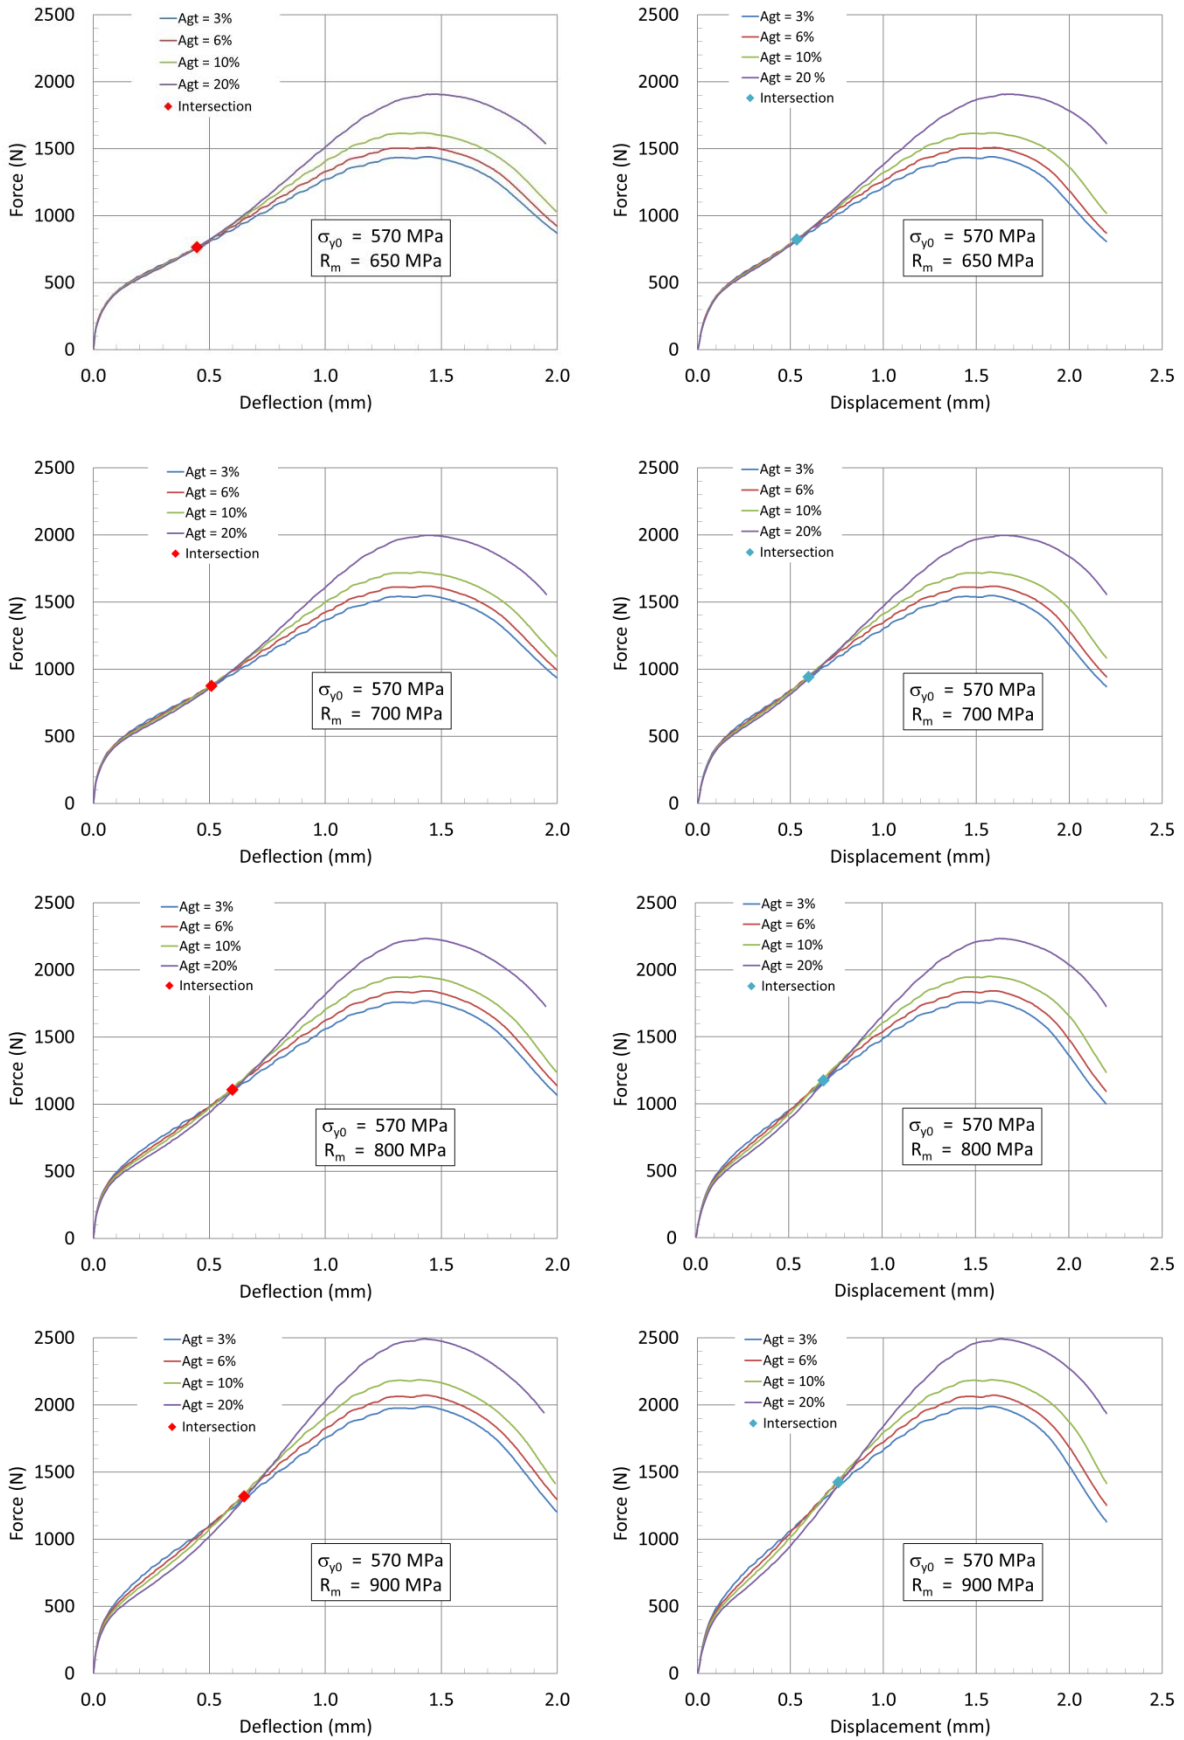 2500
2000
1500
1000
500
0
Force (N)
Agt = 3%
Agt = 6%
Agt = 10%
Agt = 20%
Intersection
σy0 = 570 MPa
Rm = 650 MPa
0.0 0.5 1.0 1.5 2.0
Deflection (mm)
2500
2000
1500
1000
500
0
Force (N)
Agt = 3%
Agt = 6%
Agt = 10%
Agt = 20 %
Intersection
σy0 = 570 MPa
Rm = 650 MPa
0.0 0.5 1.0 1.5 2.0 2.5
Displacement (mm)
2500
2000
1500
1000
500
0
Force (N)
Agt = 3%
Agt = 6%
Agt = 10%
Agt = 20%
Intersection
σy0 = 570 MPa
Rm = 700 MPa
0.0 0.5 1.0 1.5 2.0
Deflection (mm)
2500
2000
1500
1000
500
0
Force (N)
Agt = 3%
Agt = 6%
Agt = 10%
Agt = 20%
Intersection
σy0 = 570 MPa
Rm = 700 MPa
0.0 0.5 1.0 1.5 2.0 2.5
Displacement (mm)
2500
2000
1500
1000
500
0
Force (N)
Agt = 3%
Agt = 6%
Agt = 10%
Agt =20%
Intersection
σy0 = 570 MPa
Rm = 800 MPa
0.0 0.5 1.0 1.5 2.0
Deflection (mm)
2500
2000
1500
1000
500
0
Force (N)
Agt = 3%
Agt = 6%
Agt = 10%
Agt = 20%
Intersection
σy0 = 570 MPa
Rm = 800 MPa
0.0 0.5 1.0 1.5 2.0 2.5
Displacement (mm)
2500
2000
1500
1000
500
0
Force (N)
Agt = 3%
Agt = 6%
Agt = 10%
Agt = 20%
Intersection
σy0 = 570 MPa
Rm = 900 MPa
0.0 0.5 1.0 1.5 2.0
Deflection (mm)
2500
2000
1500
1000
500
0
Force (N)
Agt = 3%
Agt = 6%
Agt = 10%
Agt = 20%
Intersection
σy0 = 570 MPa
Rm = 900 MPa
0.0 0.5 1.0 1.5 2.0 2.5
Displacement (mm)